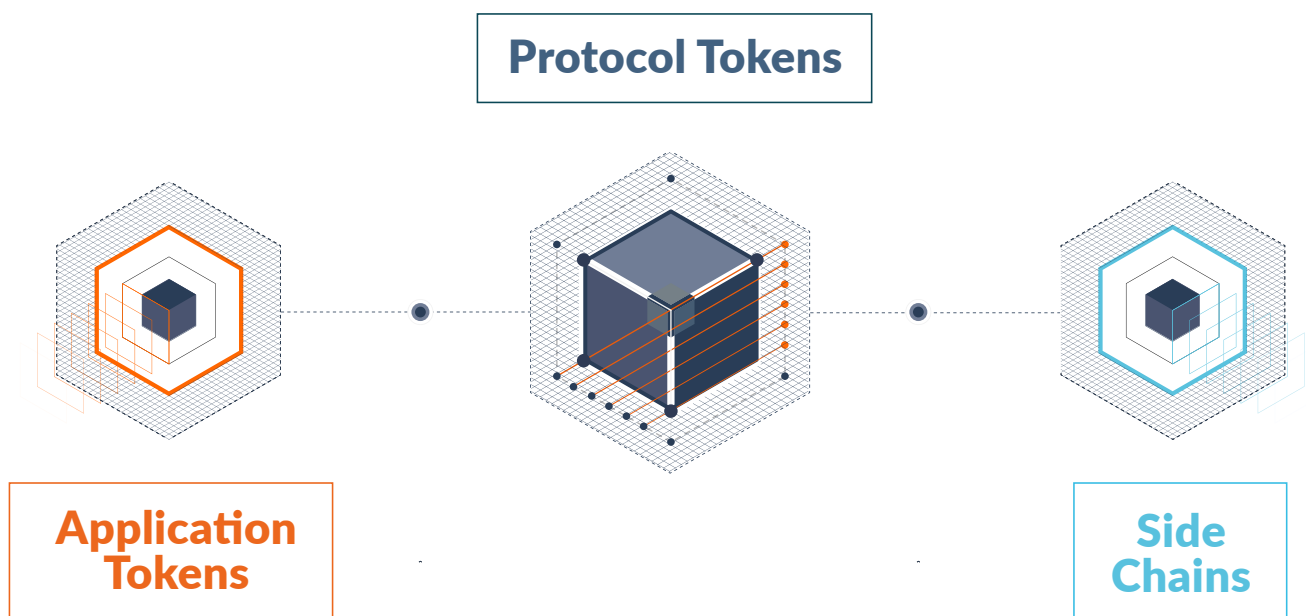 Protocol Tokens
Application
Tokens
Side
Chains